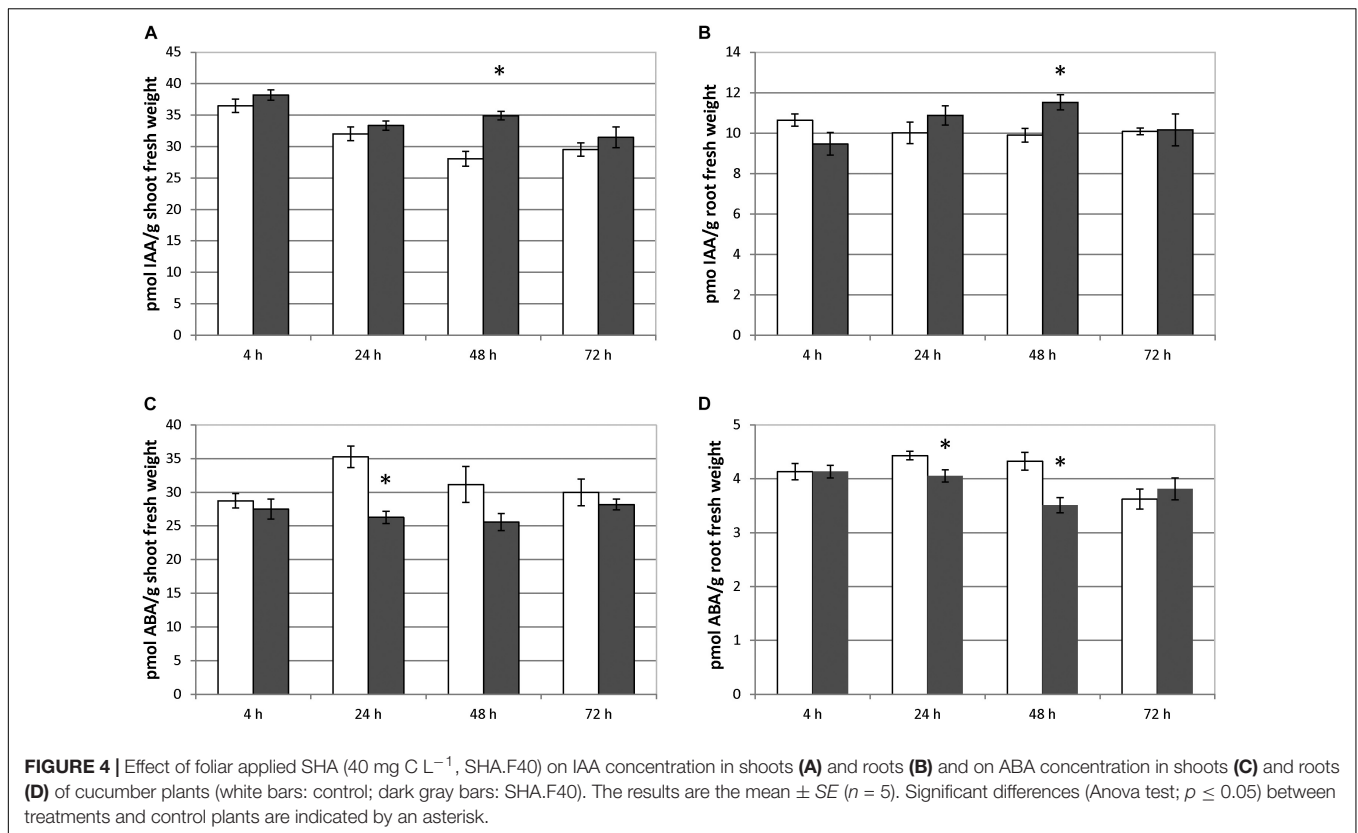 A
pmol IAA/g shoot fresh weight
45
40
35
30
25
20
15
10
5
0
*
4 h 24 h 48 h 72 h
B
pmo IAA/g root fresh weight
14
12
10
8
6
4
2
0
*
4 h 24 h 48 h 72 h
C
pmol ABA/g shoot fresh weight
40
35
30
25
20
15
10
5
0
*
4 h 24 h 48 h 72 h
D
pmol ABA/g root fresh weight
5
4
3
2
1
0
* *
4 h 24 h 48 h 72 h
FIGURE 4 | Effect of foliar applied SHA (40 mg C L−1, SHA.F40) on IAA concentration in shoots (A) and roots (B) and on ABA concentration in shoots (C) and roots
(D) of cucumber plants (white bars: control; dark gray bars: SHA.F40). The results are the mean ± SE (n = 5). Significant differences (Anova test; p ≤ 0.05) between
treatments and control plants are indicated by an asterisk.